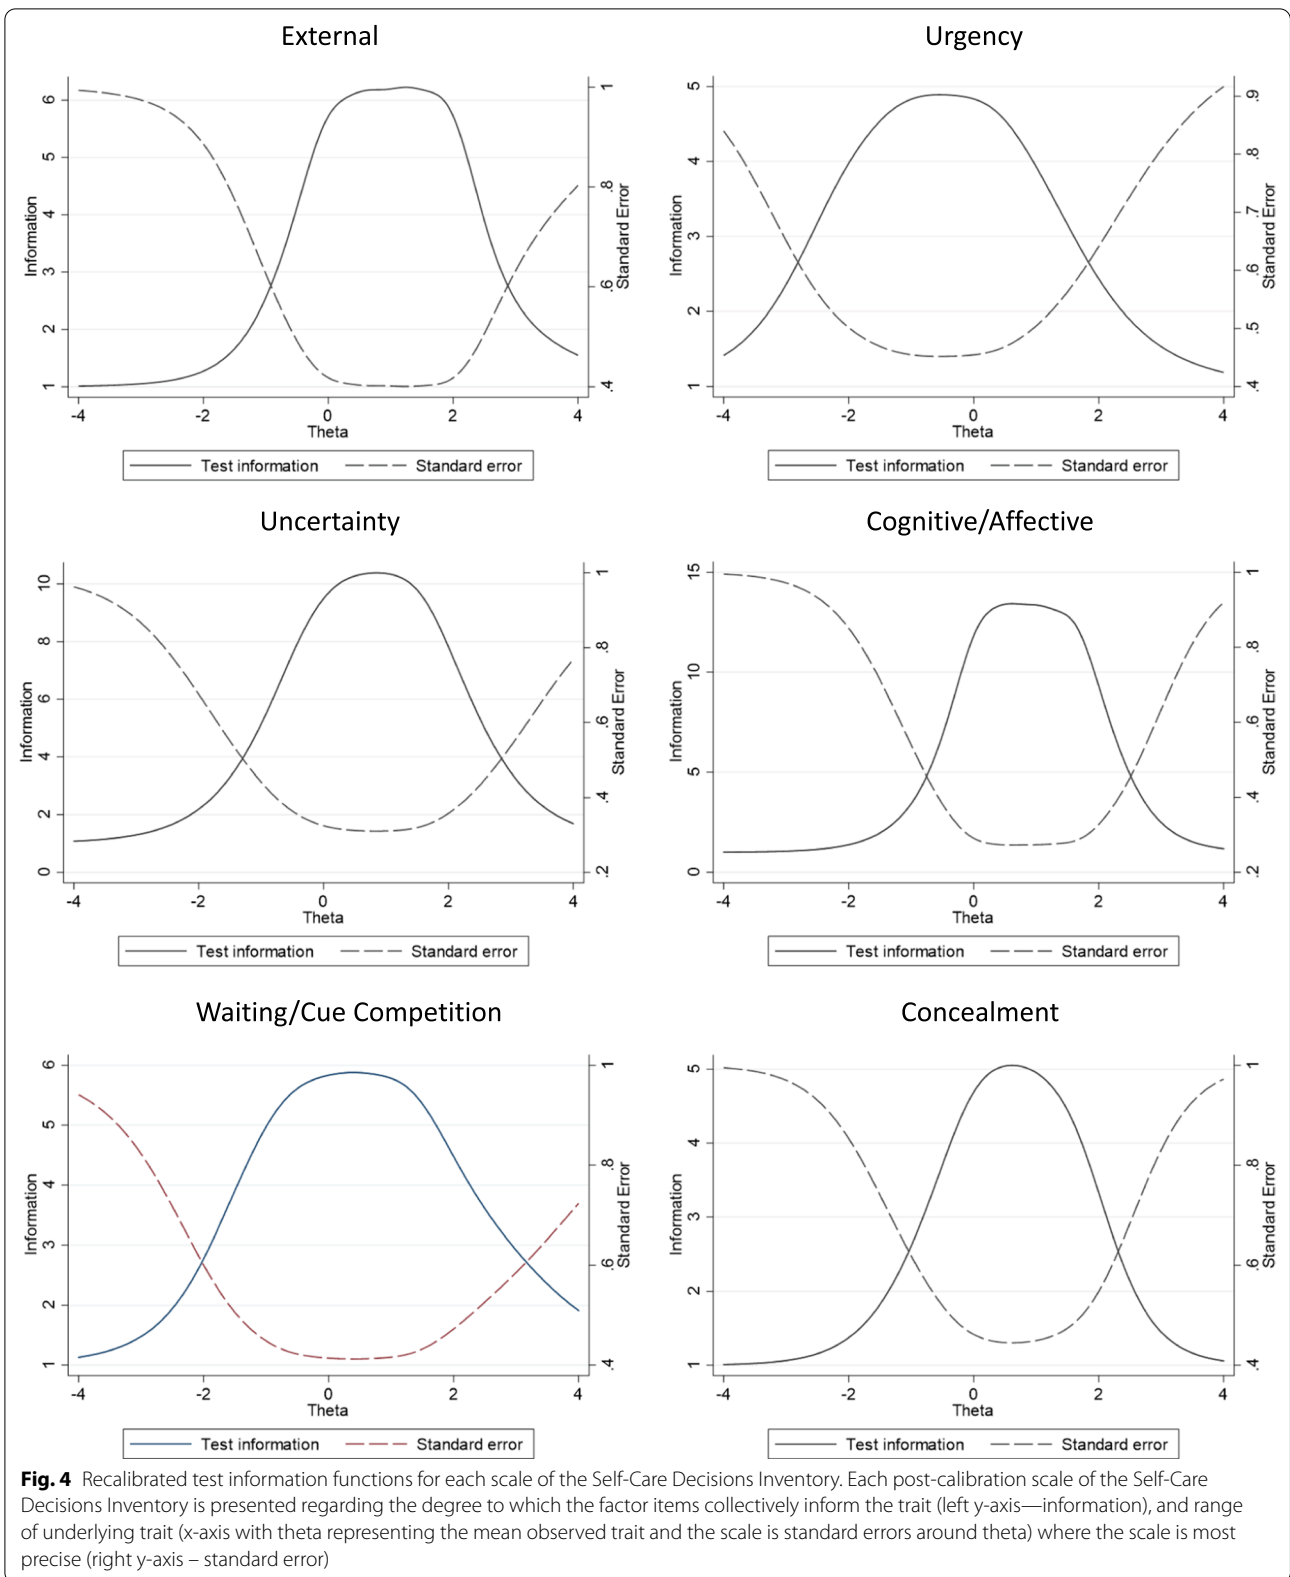 External
Information
1 2 3 4 5 6
Standard Error
.4 .6 .8 1
-4 -2 0 2 4
Theta
Test information Standard error
Urgency
Information
1 2 3 4 5
Standard Error
.4 .5 .6 .7 .8 .9
-4 -2 0 2 4
Theta
Test information Standard error
Uncertainty
Information
0 2 4 6 8 10
Standard Error
.2 .4 .6 .8 1
-4 -2 0 2 4
Theta
Test information Standard error
Cognitive/Affective
Information
0 5 10 15
Standard Error
.2 .4 .6 .8 1
-4 -2 0 2 4
Theta
Test information Standard error
Waiting/Cue Competition
Information
1 2 3 4 5 6
Standard Error
.4 .6 .8 1
-4 -2 0 2 4
Theta
Test information Standard error
Concealment
Information
1 2 3 4 5
Standard Error
.4 .6 .8 1
-4 -2 0 2 4
Theta
Test information Standard error
Fig. 4 Recalibrated test information functions for each scale of the Self-Care Decisions Inventory. Each post-calibration scale of the Self-Care
Decisions Inventory is presented regarding the degree to which the factor items collectively inform the trait (left y-axis—information), and range
of underlying trait (x-axis with theta representing the mean observed trait and the scale is standard errors around theta) where the scale is most
precise (right y-axis – standard error)